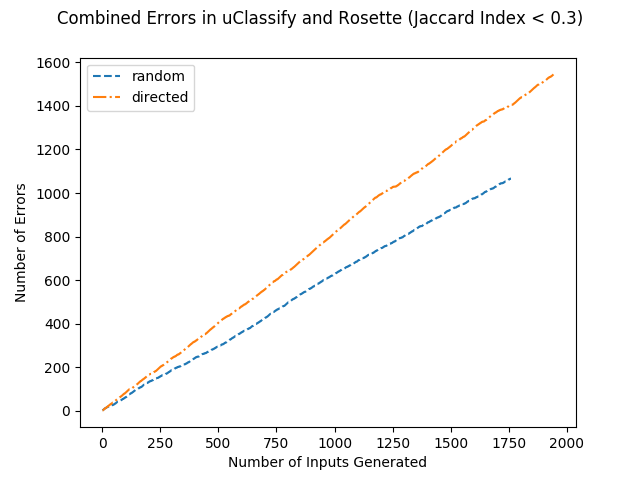 Combined Errors in uClassify and Rosette (Jaccard Index < 0.3)
random
directed
1600
1400
1200
1000
800
600
400
200
0
Number of Errors
0 250 500 750 1000 1250 1500 1750 2000
Number of Inputs Generated